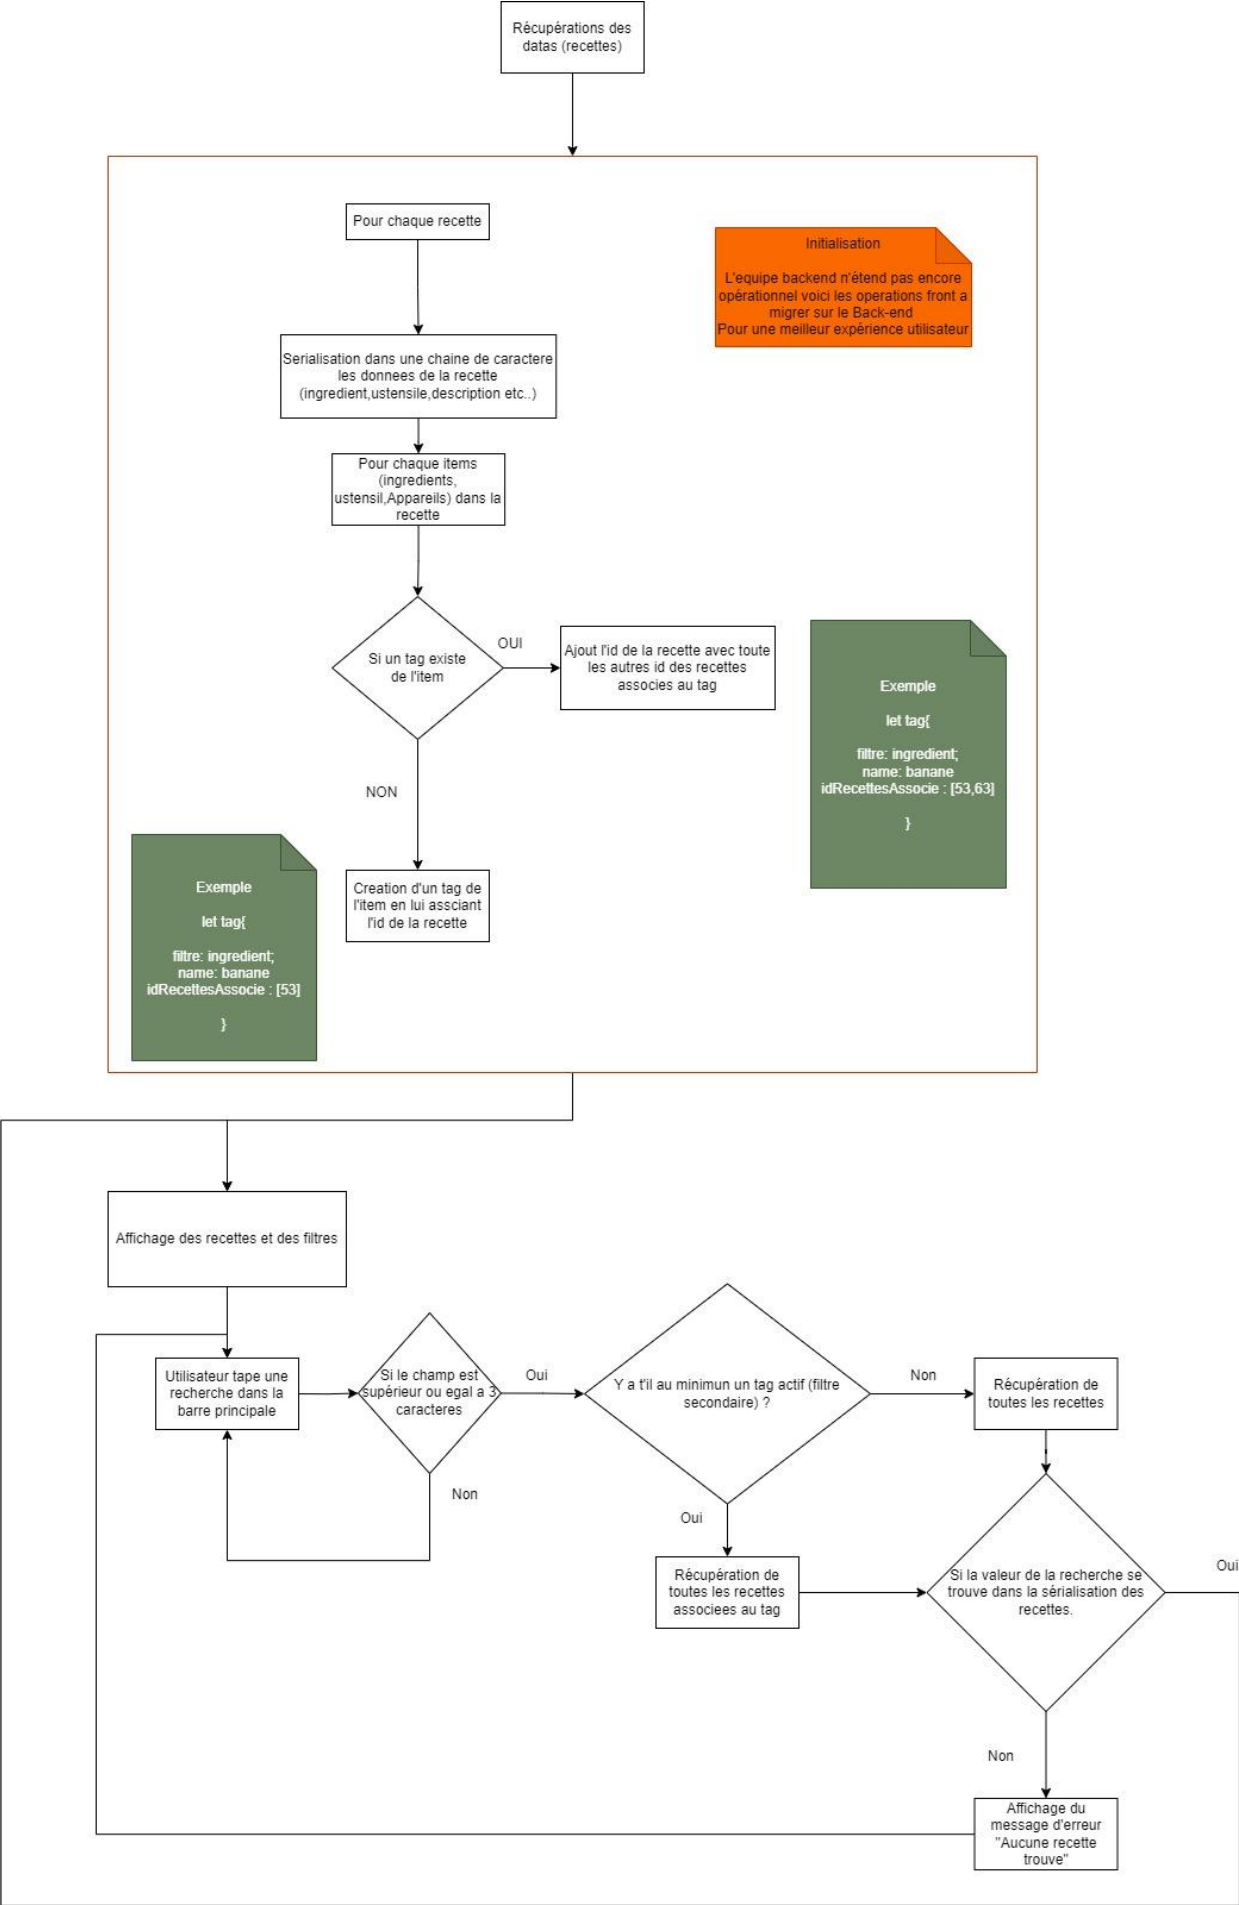 Récupérations des
datas (recettes)
Pour chaque recette
Initialisation
L'equipe backend n'étend pas encore
opérationnel voici les operations front a
migrer sur le Back-end
Pour une meilleur expérience utilisateur
Serialisation dans une chaine de caractere
les donnees de la recette
(ingredient,ustensile,description etc..)
Pour chaque items
(ingredients,
ustensil,Appareils) dans la
recette
Si un tag existe
de l'item
OUI
Ajout l'id de la recette avec toute
les autres id des recettes
associes au tag
Exemple
let tag{
filtre: ingredient;
name: banane
idRecettesAssocie : [53,63]
}
NON
Creation d'un tag de
l'item en lui assciant
l'id de la recette
Exemple
let tag{
filtre: ingredient;
name: banane
idRecettesAssocie : [53]
}
Affichage des recettes et des filtres
Utilisateur tape une
recherche dans la
barre principale
Si le champ est
supérieur ou egal a 3
caracteres
Oui
Non
Y a t'il au minimun un tag actif (filtre
secondaire) ?
Non
Récupération de
toutes les recettes
Oui
Récupération de
toutes les recettes
associees au tag
Si la valeur de la recherche se
trouve dans la sérialisation des
recettes.
Oui
Non
Affichage du
message d'erreur
"Aucune recette
trouve"